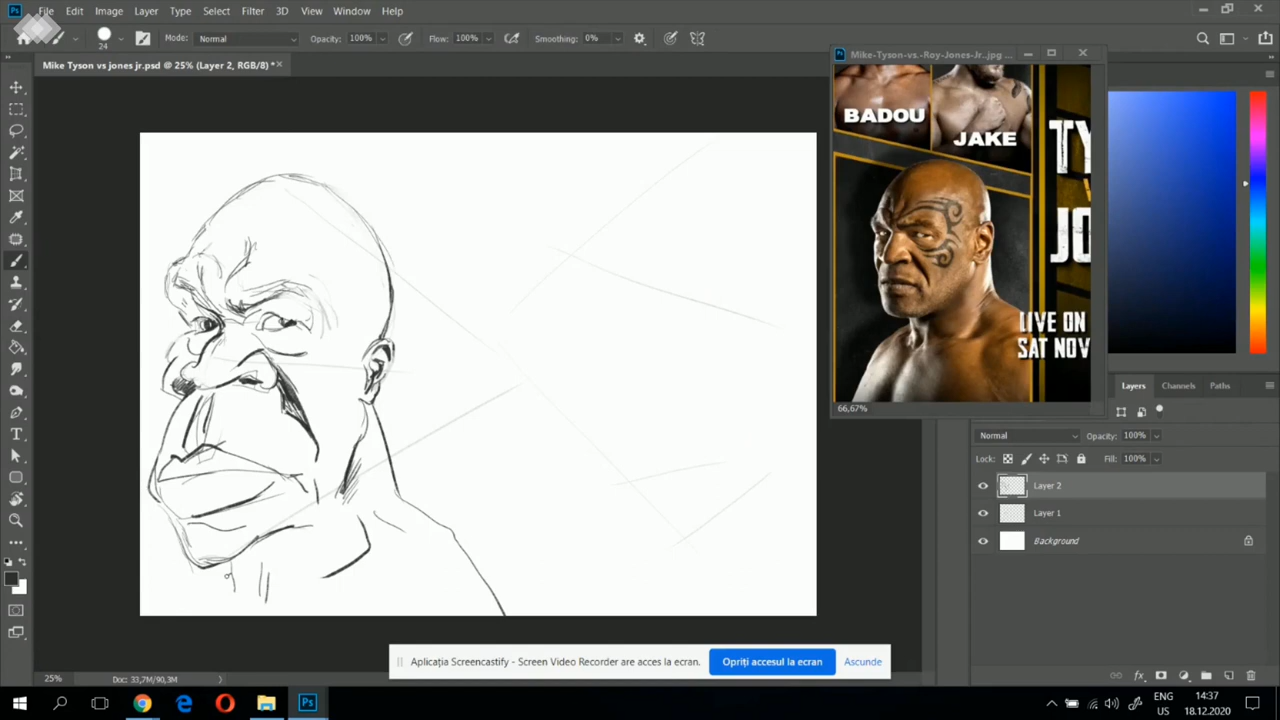 Ps File Edit Image Layer Type Select Filter 3D View Window Help
24
Mode: Normal Opacity: 100% Flow: 100% Smoothing: 0%
Mike Tyson vs jones jr.psd @ 25% (Layer 2, RGB/8) *
Mike-Tyson-vs.-Roy-Jones-Jr..jpg ...
BADOU
JAKE
TY
JO
LIVE ON
SAT NOV
66,67%
Layers Channels Paths
Normal Opacity: 100%
Lock: Fill: 100%
Layer 2
Layer 1
Background
Aplicația Screencastify - Screen Video Recorder are acces la ecran. Opriți accesul la ecran Ascunde
25% Doc: 33,7M/90,3M
Ps
ENG
US
14:37
18.12.2020